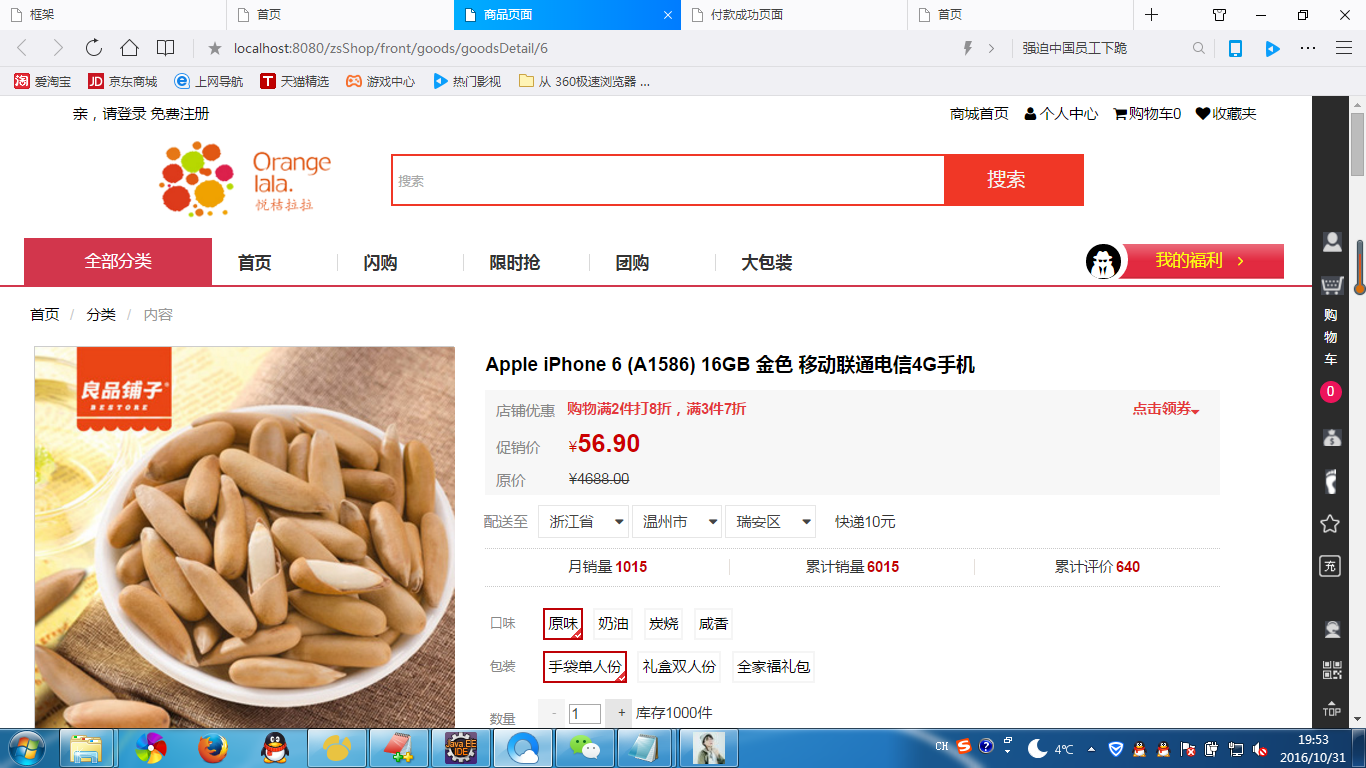 框架 首页 商品页面 付款成功页面 首页
localhost:8080/zsShop/front/goods/goodsDetail/6 强迫中国员工下跪
淘 爱淘宝 JD 京东商城 上网导航 T 天猫精选 游戏中心 热门影视 从 360极速浏览器 ...
亲，请登录 免费注册 商城首页 个人中心 购物车0 收藏夹
Orange
lala.
悦桔拉拉
搜索 搜索
全部分类 首页 闪购 限时抢 团购 大包装 我的福利 >
首页 / 分类 / 内容
良品铺子
BESTORE
Apple iPhone 6 (A1586) 16GB 金色 移动联通电信4G手机
店铺优惠 购物满2件打8折，满3件7折 点击领券
促销价 ¥56.90
原价 ¥4688.00
配送至 浙江省 温州市 瑞安区 快递10元
月销量 1015 累计销量 6015 累计评价 640
口味 原味 奶油 炭烧 咸香
包装 手袋单人份 礼盒双人份 全家福礼包
数量 - 1 + 库存1000件
购
物
车
0
充
TOP
Java EE
IDE
CH 4℃
19:53
2016/10/31